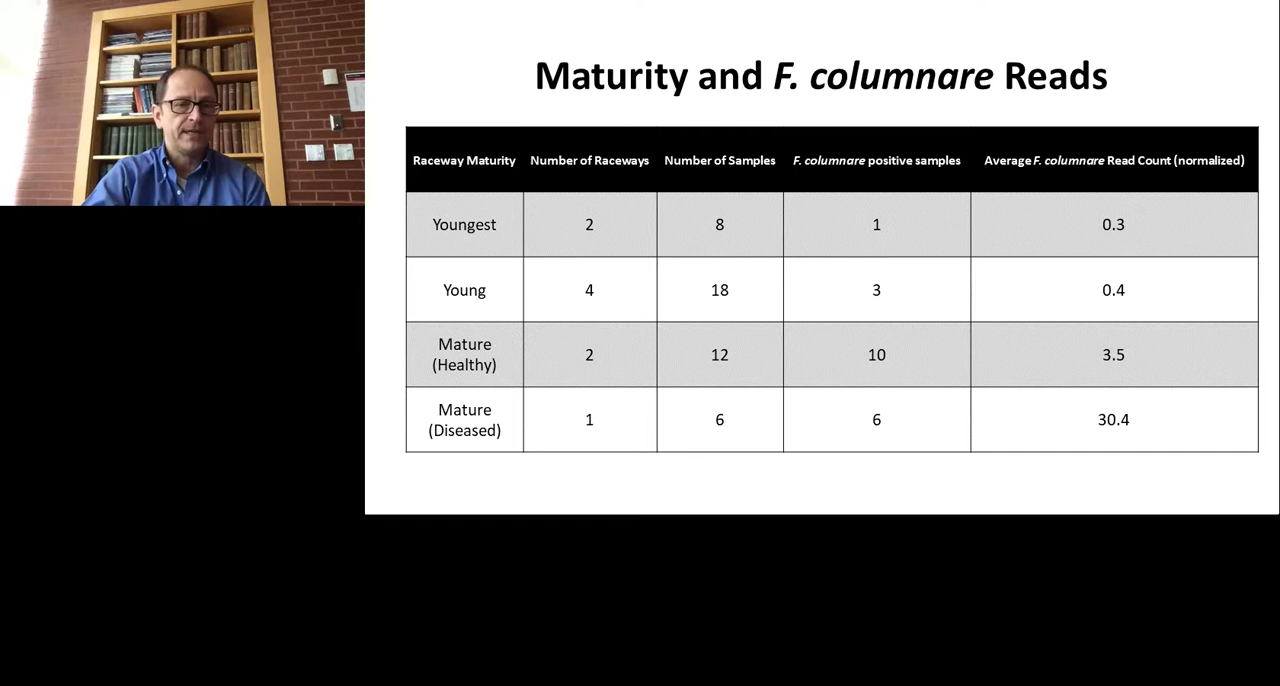 Maturity and F. columnare Reads
Raceway Maturity Number of Raceways Number of Samples F. columnare positive samples Average F. columnare Read Count (normalized)
Youngest 2 8 1 0.3
Young 4 18 3 0.4
Mature
(Healthy) 2 12 10 3.5
Mature
(Diseased) 1 6 6 30.4